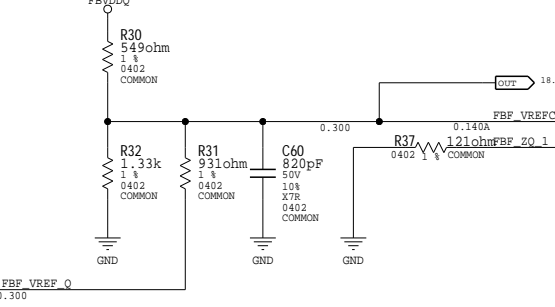 FBVDDQ
R30
549ohm
1 %
0402
COMMON
OUT
18.
FBF_VREFC
0.300
0.140A
R32
1.33k
1 %
0402
COMMON
R31
931ohm
1 %
0402
COMMON
C60
820pF
50V
10%
X7R
0402
COMMON
R37
121ohm
FBF_ZQ_1
0402
1 %
COMMON
GND
GND
GND
FBF_VREF_Q
0.300